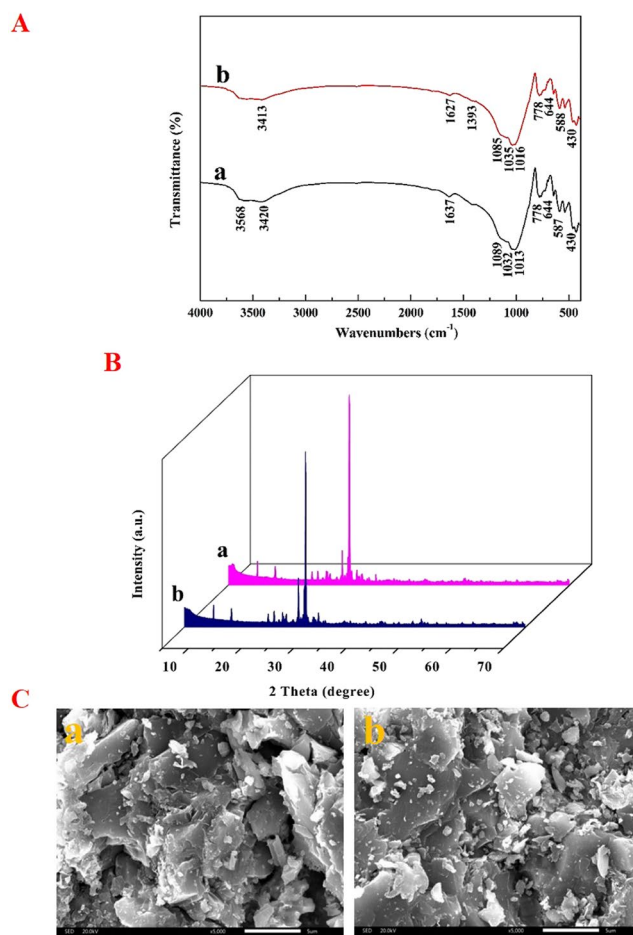 A
b
3413
1627
1393
1085
1035
1016
778
644
588
430
a
3568
3420
1637
1089
1032
1013
778
644
587
430
Transmittance (%)
4000 3500 3000 2500 2000 1500 1000 500
Wavenumbers (cm⁻¹)
B
a
b
Intensity (a.u.)
10 20 30 40 50 60 70
2 Theta (degree)
C
a
b
SED 20.0kV x5,000 5um
SED 20.0kV x5,000 5um